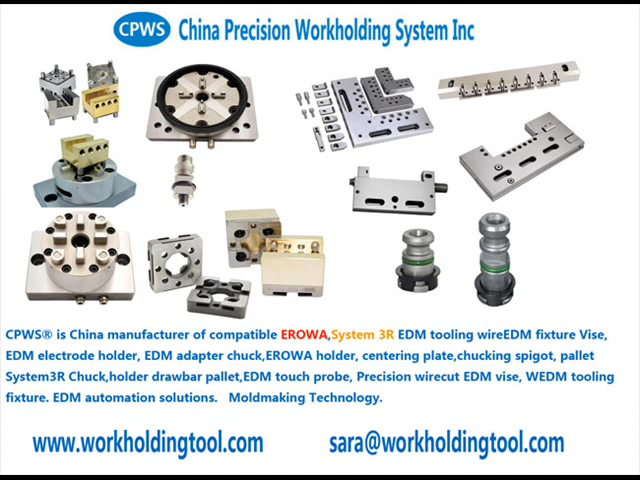 CPWS China Precision Workholding System Inc
CPWS® is China manufacturer of compatible EROWA,System 3R EDM tooling wireEDM fixture Vise,
EDM electrode holder, EDM adapter chuck,EROWA holder, centering plate,chucking spigot, pallet
System3R Chuck,holder drawbar pallet,EDM touch probe, Precision wirecut EDM vise, WEDM tooling
fixture. EDM automation solutions. Moldmaking Technology.
www.workholdingtool.com sara@workholdingtool.com